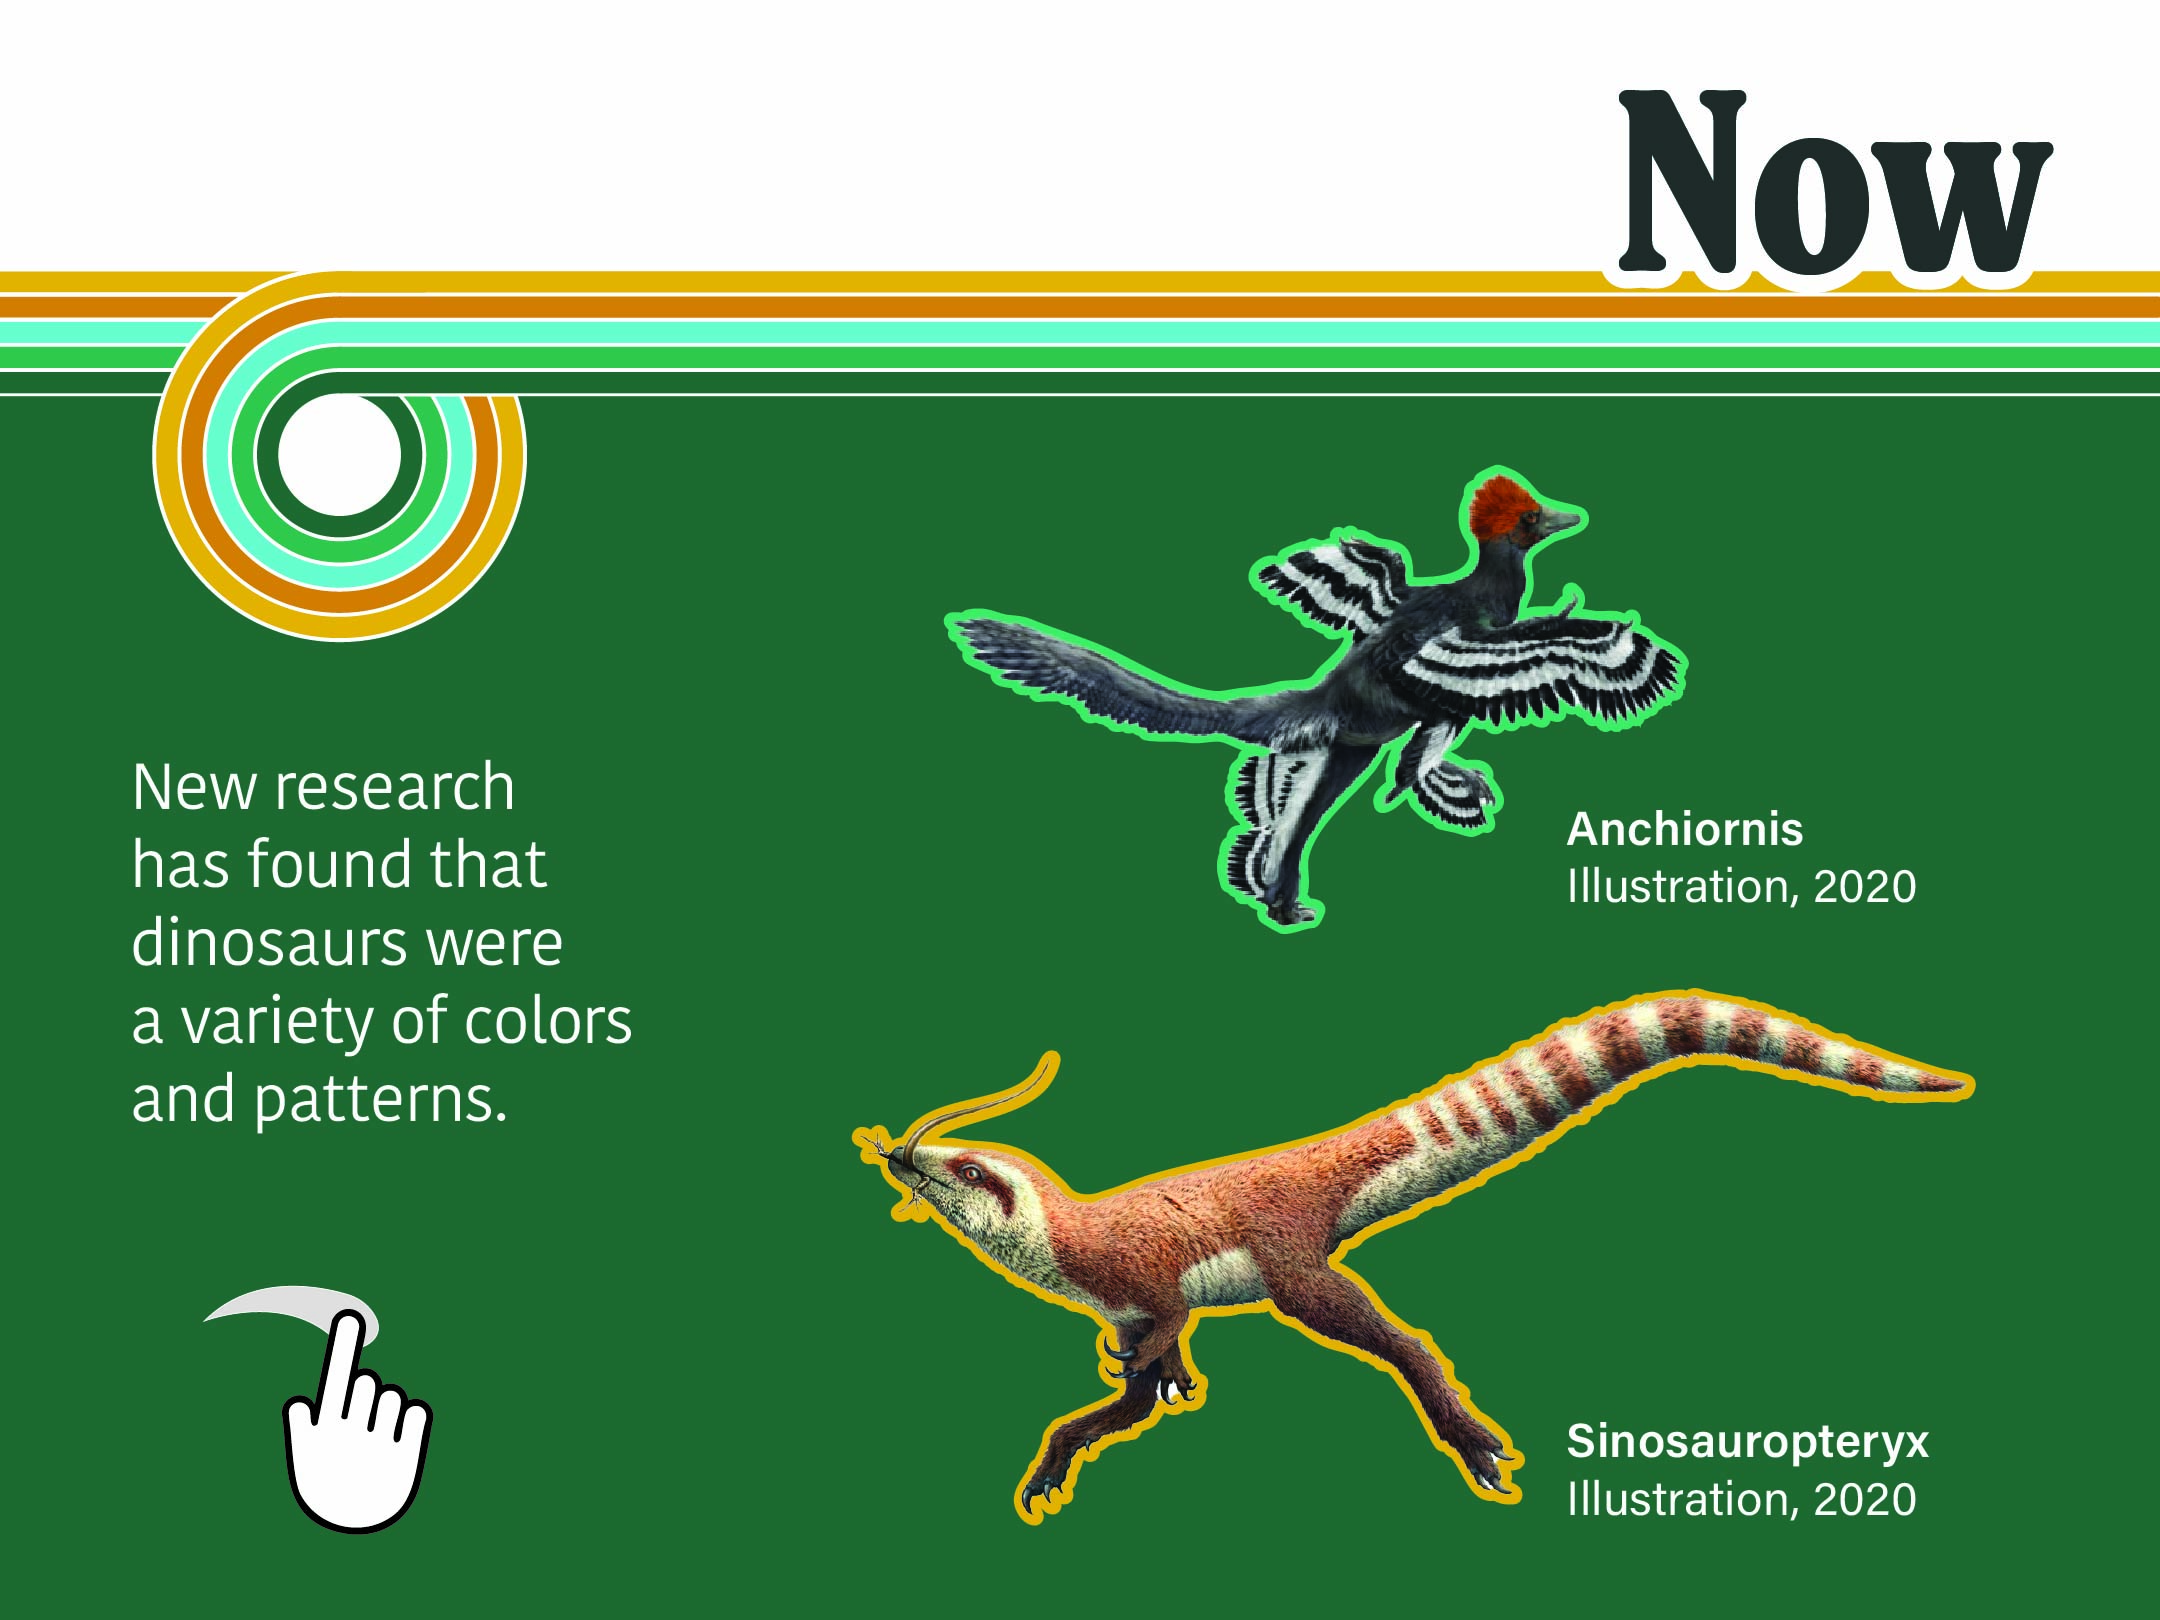 Now
New research
has found that
dinosaurs were
a variety of colors
and patterns.
Anchiornis
Illustration, 2020
Sinosauropteryx
Illustration, 2020